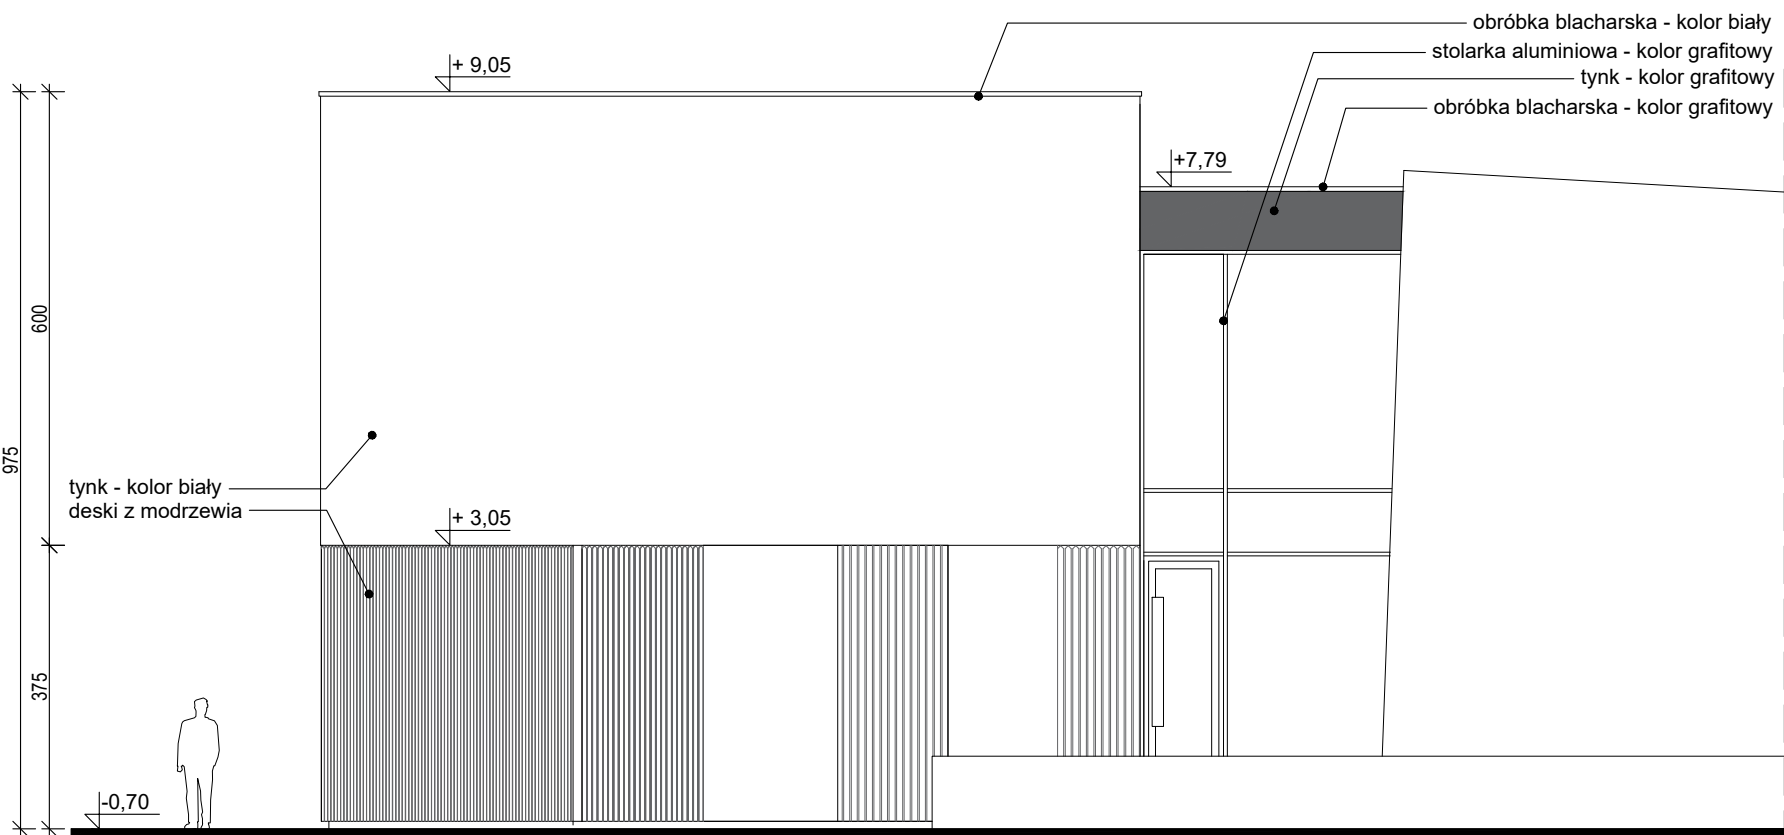 obróbka blacharska - kolor biały
stolarka aluminiowa - kolor grafitowy
tynk - kolor grafitowy
obróbka blacharska - kolor grafitowy
+ 9,05
+7,79
600
975
tynk - kolor biały
deski z modrzewia
+ 3,05
375
-0,70